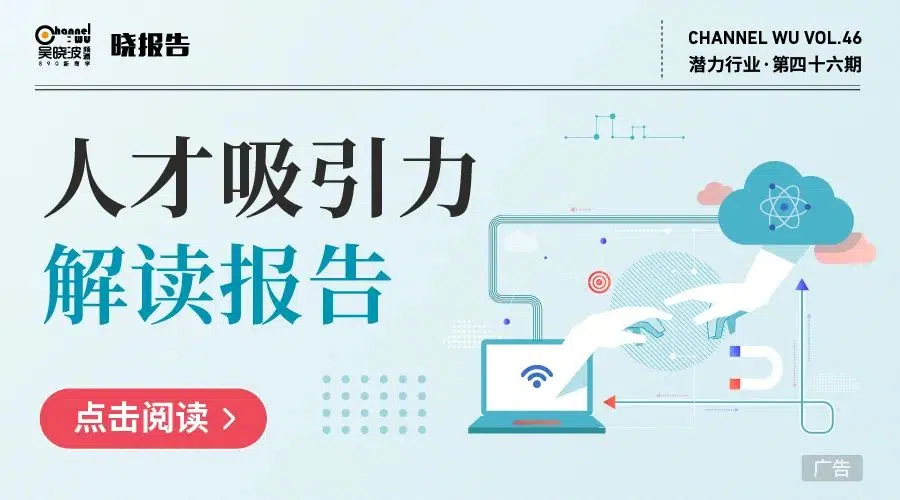 Channel
:WU
吴晓波频道
890新商学
晓报告
CHANNEL WU VOL.46
潜力行业·第四十六期
人才吸引力
解读报告
点击阅读
广告